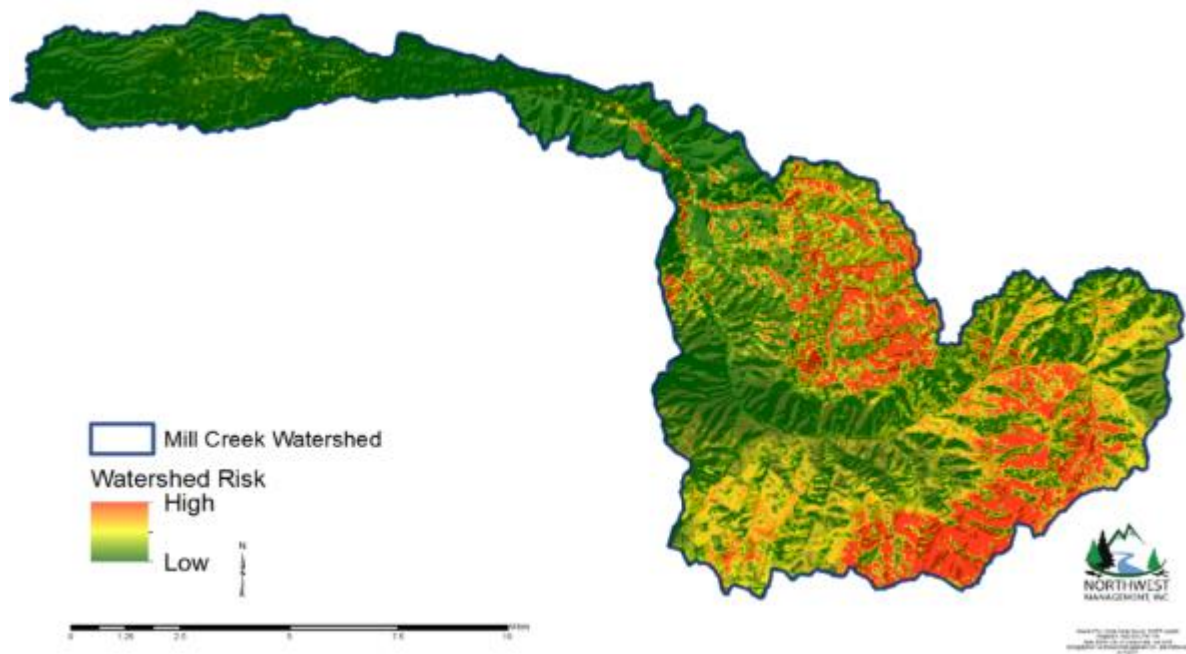 Mill Creek Watershed
Watershed Risk
High
Low
N
Miles
0 1.25 2.5 5 7.5 10
NORTHWEST
MANAGEMENT, INC.